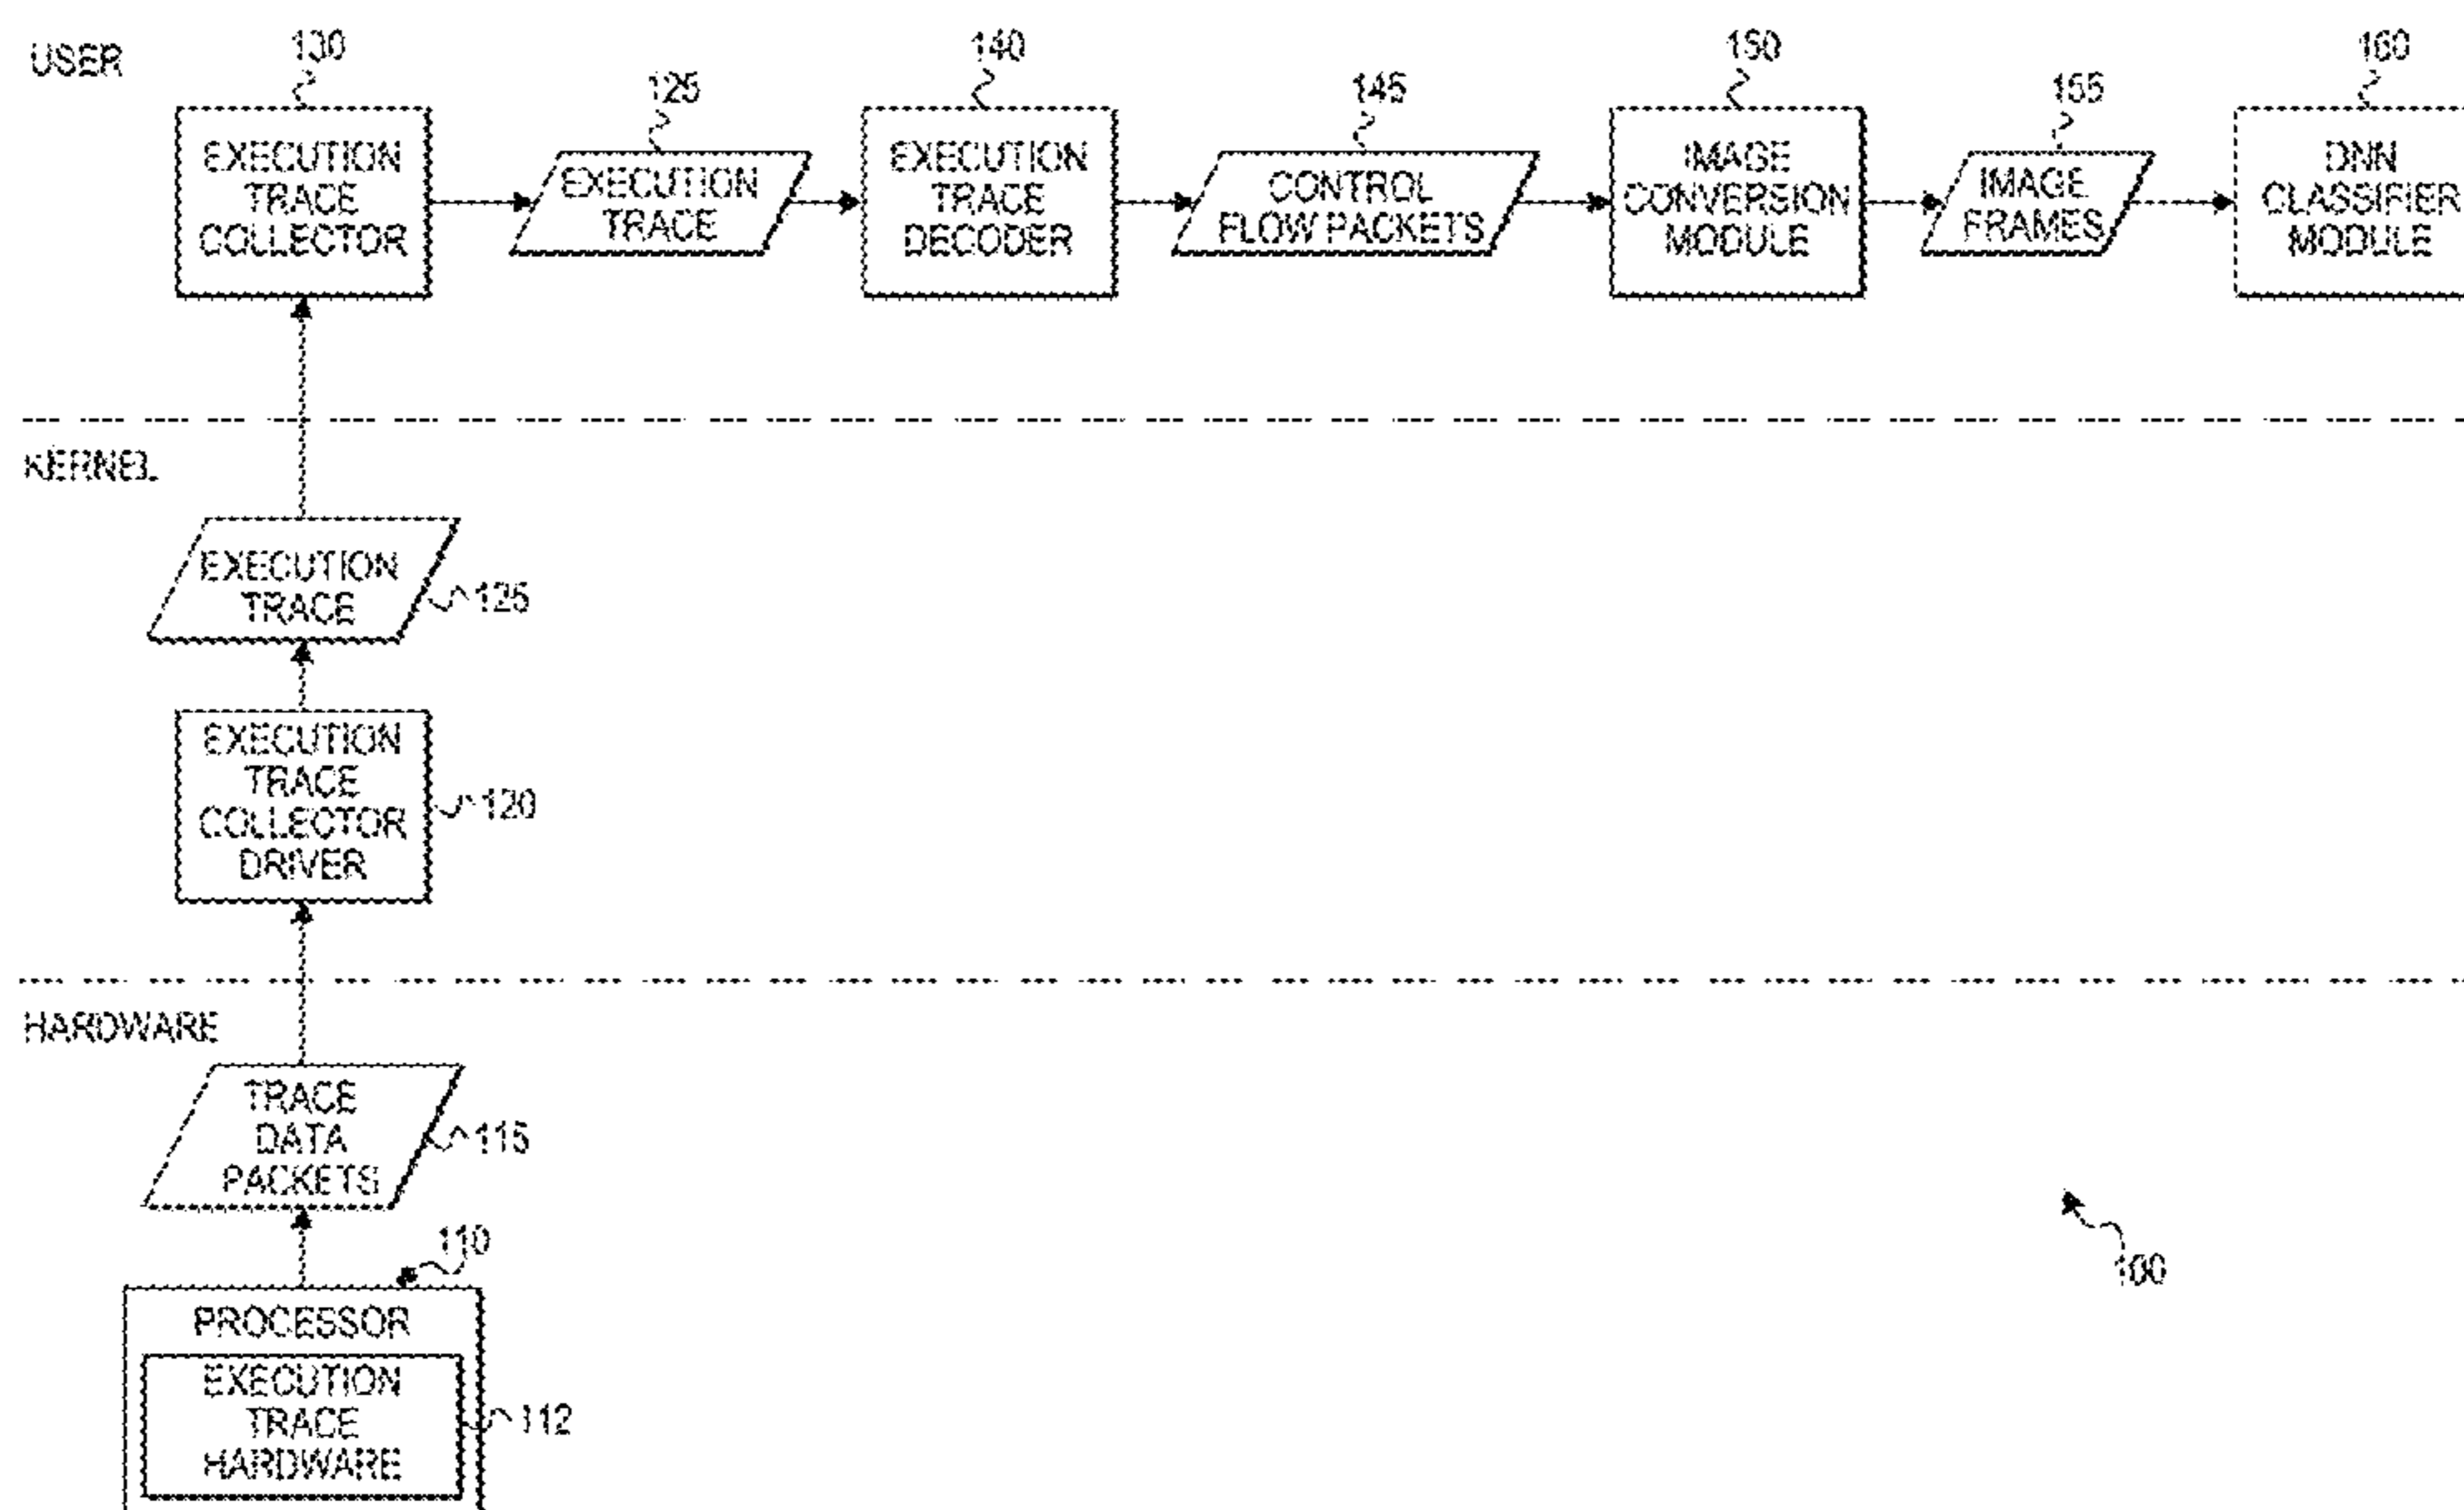 USER
130
EXECUTION
TRACE
COLLECTOR
125
EXECUTION
TRACE
140
EXECUTION
TRACE
DECODER
145
CONTROL
FLOW PACKETS
150
IMAGE
CONVERSION
MODULE
155
IMAGE
FRAMES
160
DNN
CLASSIFIER
MODULE
KERNEL
EXECUTION
TRACE
125
EXECUTION
TRACE
COLLECTOR
DRIVER
120
HARDWARE
TRACE
DATA
PACKETS
115
110
PROCESSOR
EXECUTION
TRACE
HARDWARE
112
100